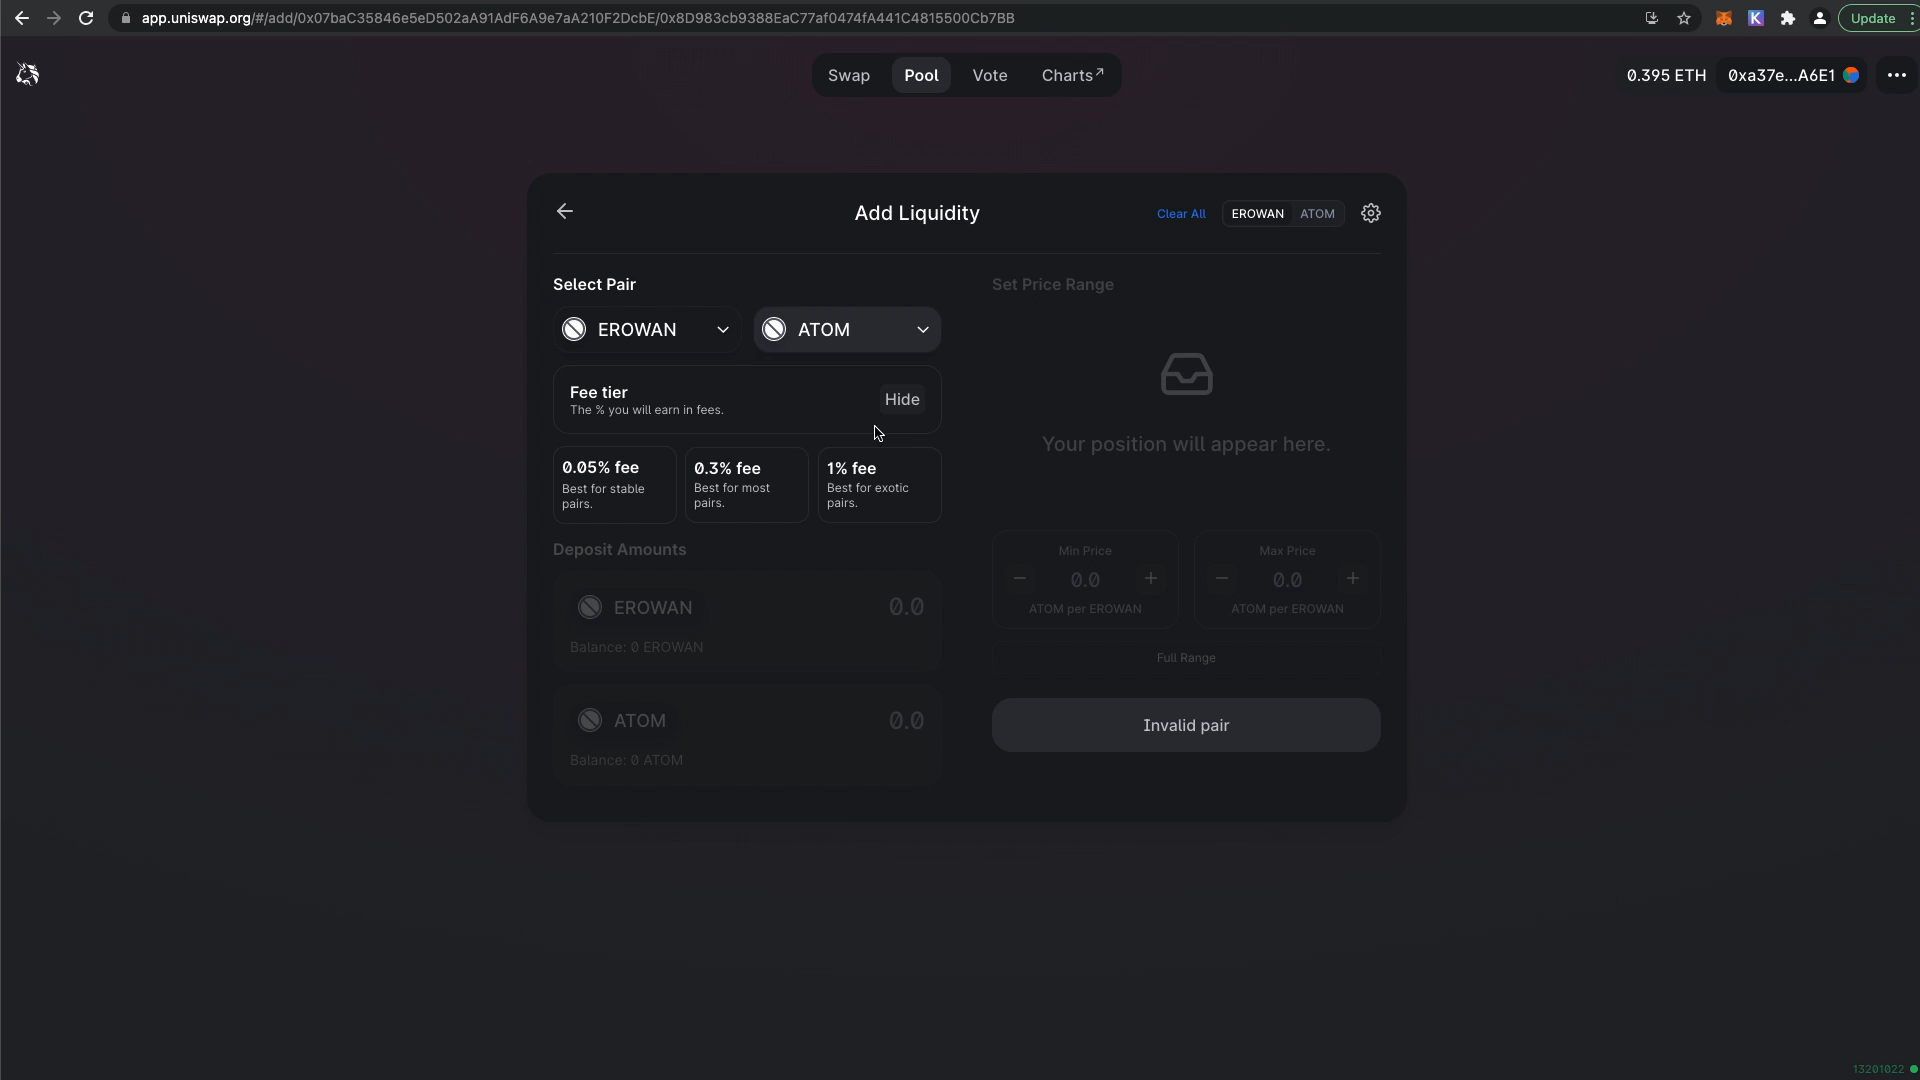 app.uniswap.org/#/add/0x07baC35846e5eD502aA91AdF6A9e7aA210F2DcbE/0x8D983cb9388EaC77af0474fA441C4815500Cb7BB
K
Update
Swap
Pool
Vote
Charts↗
0.395 ETH
0xa37e...A6E1
Add Liquidity
Clear All
EROWAN
ATOM
Select Pair
EROWAN
ATOM
Fee tier
The % you will earn in fees.
Hide
0.05% fee
Best for stable
pairs.
0.3% fee
Best for most
pairs.
1% fee
Best for exotic
pairs.
Deposit Amounts
EROWAN
0.0
Balance: 0 EROWAN
ATOM
0.0
Balance: 0 ATOM
Set Price Range
Your position will appear here.
Min Price
0.0
ATOM per EROWAN
Max Price
0.0
ATOM per EROWAN
Full Range
Invalid pair
13201022